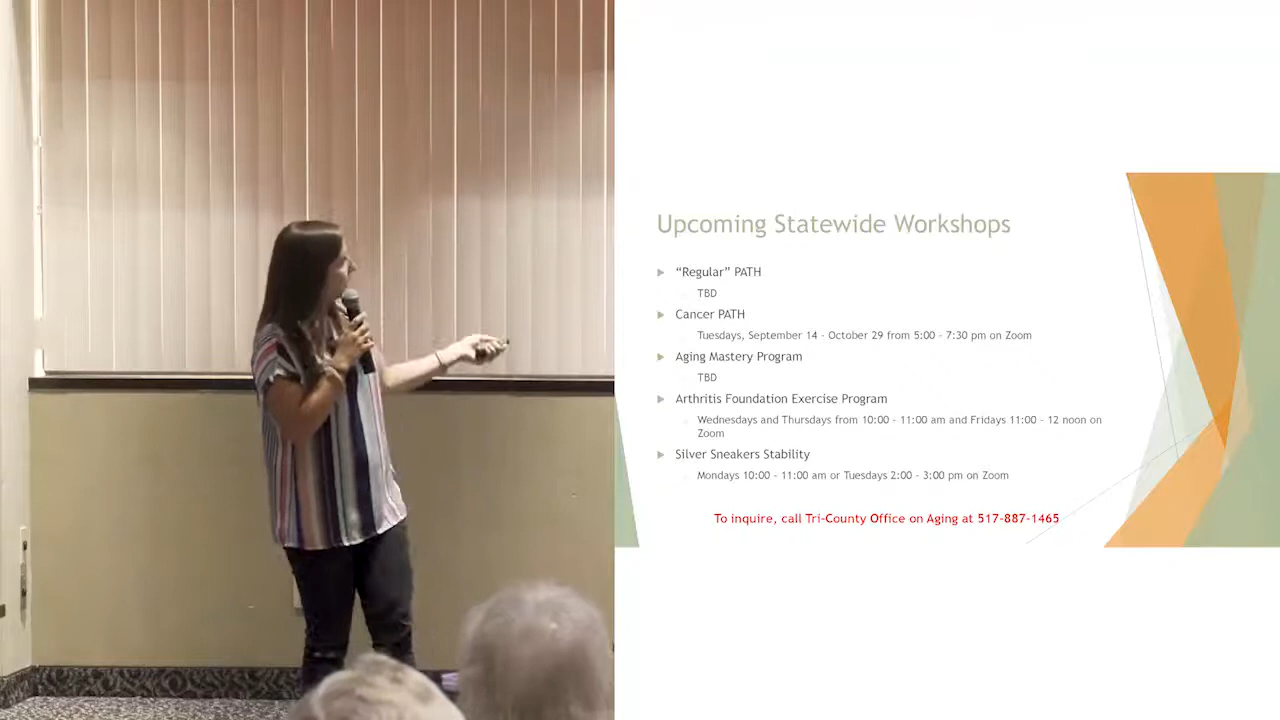 Upcoming Statewide Workshops
“Regular” PATH
TBD
Cancer PATH
Tuesdays, September 14 - October 29 from 5:00 - 7:30 pm on Zoom
Aging Mastery Program
TBD
Arthritis Foundation Exercise Program
Wednesdays and Thursdays from 10:00 - 11:00 am and Fridays 11:00 - 12 noon on
Zoom
Silver Sneakers Stability
Mondays 10:00 - 11:00 am or Tuesdays 2:00 - 3:00 pm on Zoom
To inquire, call Tri-County Office on Aging at 517-887-1465